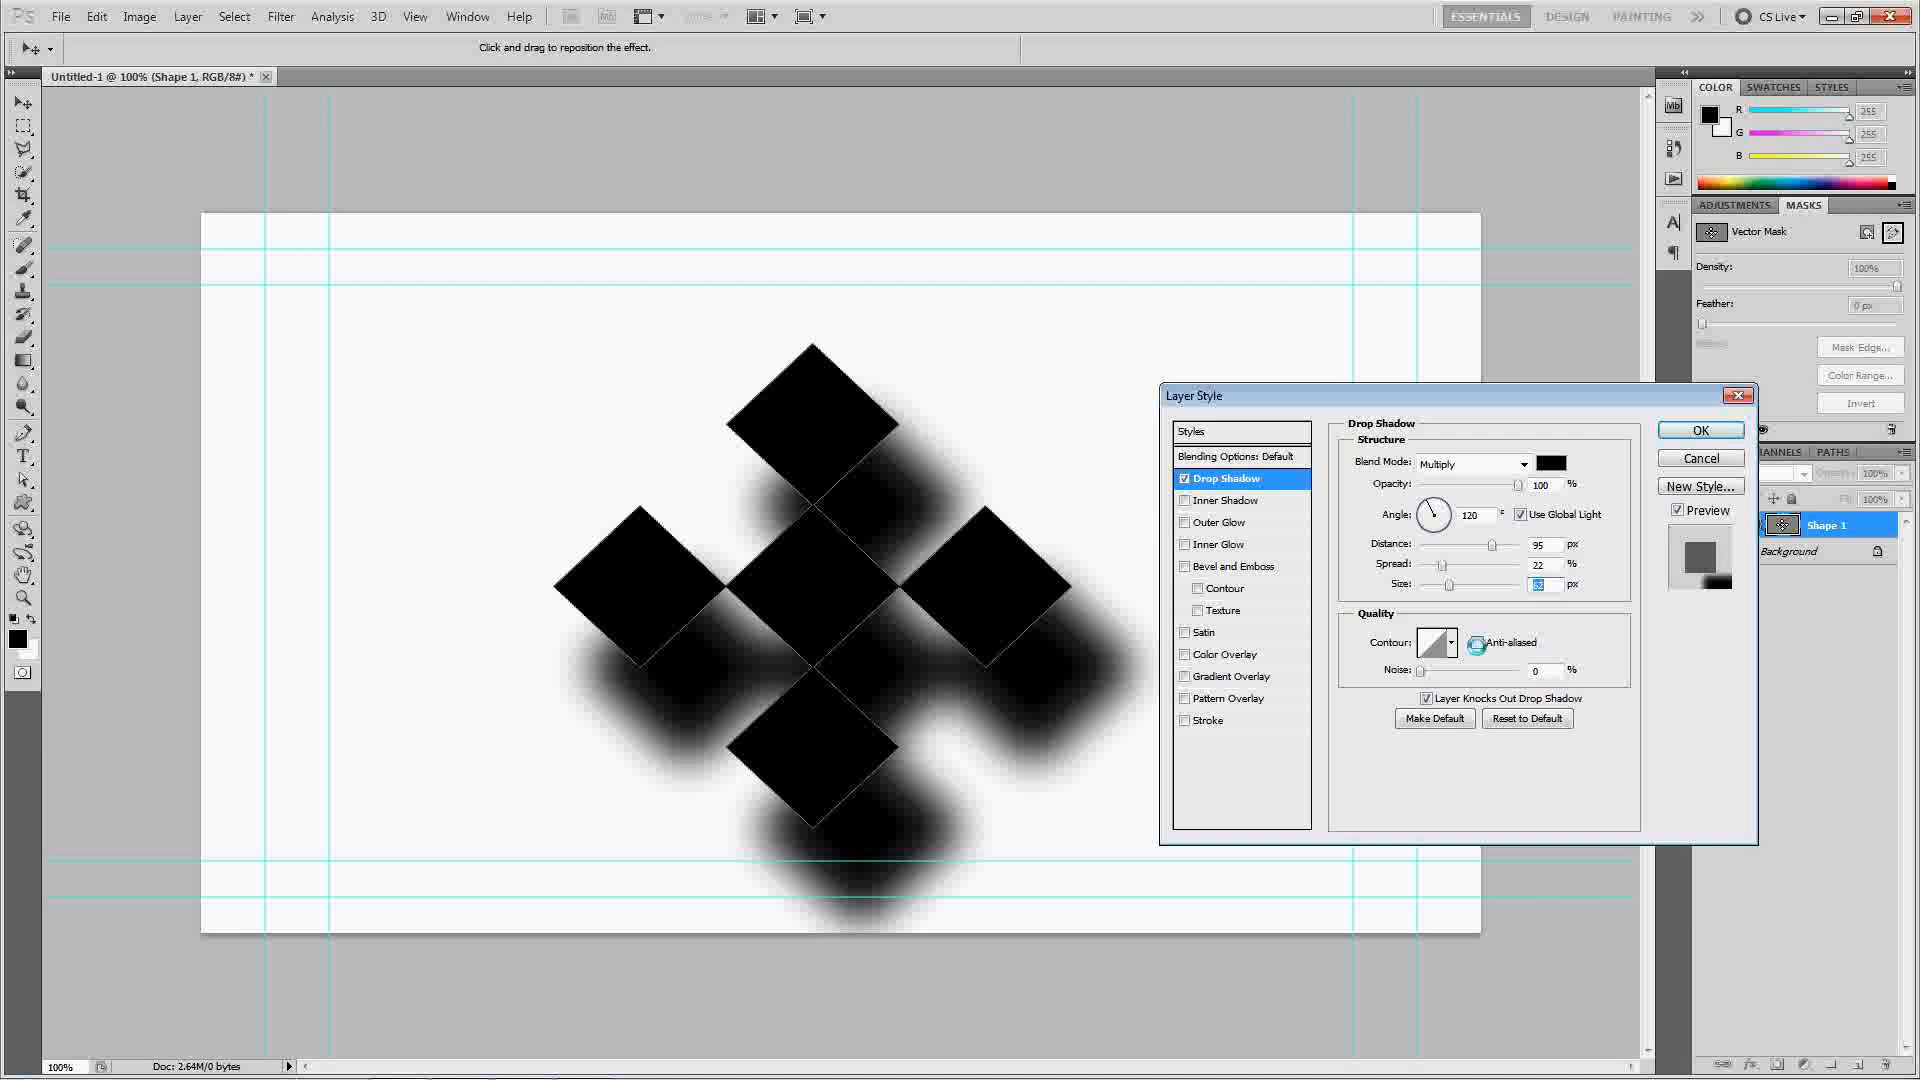 Ps File Edit Image Layer Select Filter Analysis 3D View Window Help Mb ESSENTIALS DESIGN PAINTING CS Live
Click and drag to reposition the effect.
Untitled-1 @ 100% (Shape 1, RGB/8#) *
COLOR SWATCHES STYLES
Mb
R 255
G 255
B 255
ADJUSTMENTS MASKS
Vector Mask
Density: 100%
Feather: 0 px
Mask Edge...
Color Range...
Invert
HANNELS PATHS
100%
100%
Shape 1
Background
Layer Style
Styles
Blending Options: Default
Drop Shadow
Inner Shadow
Outer Glow
Inner Glow
Bevel and Emboss
Contour
Texture
Satin
Color Overlay
Gradient Overlay
Pattern Overlay
Stroke
Drop Shadow
Structure
Blend Mode: Multiply
Opacity: 100 %
Angle: 120 ° Use Global Light
Distance: 95 px
Spread: 22 %
Size: 62 px
Quality
Contour: Anti-aliased
Noise: 0 %
Layer Knocks Out Drop Shadow
Make Default Reset to Default
OK
Cancel
New Style...
Preview
100% Doc: 2.64M/0 bytes